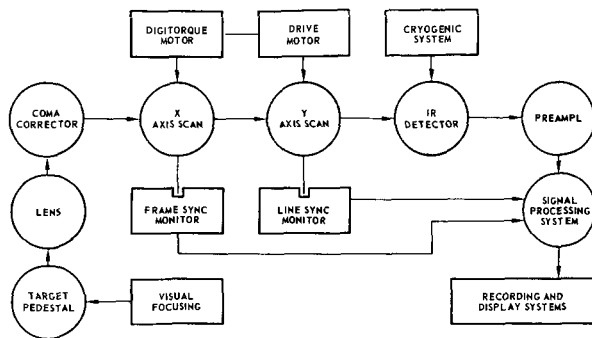 DIGITORQUE
MOTOR
DRIVE
MOTOR
CRYOGENIC
SYSTEM
COMA
CORRECTOR
X
AXIS SCAN
Y
AXIS SCAN
IR
DETECTOR
PREAMPL
LENS
FRAME SYNC
MONITOR
LINE SYNC
MONITOR
SIGNAL
PROCESSING
SYSTEM
TARGET
PEDESTAL
VISUAL
FOCUSING
RECORDING AND
DISPLAY SYSTEMS